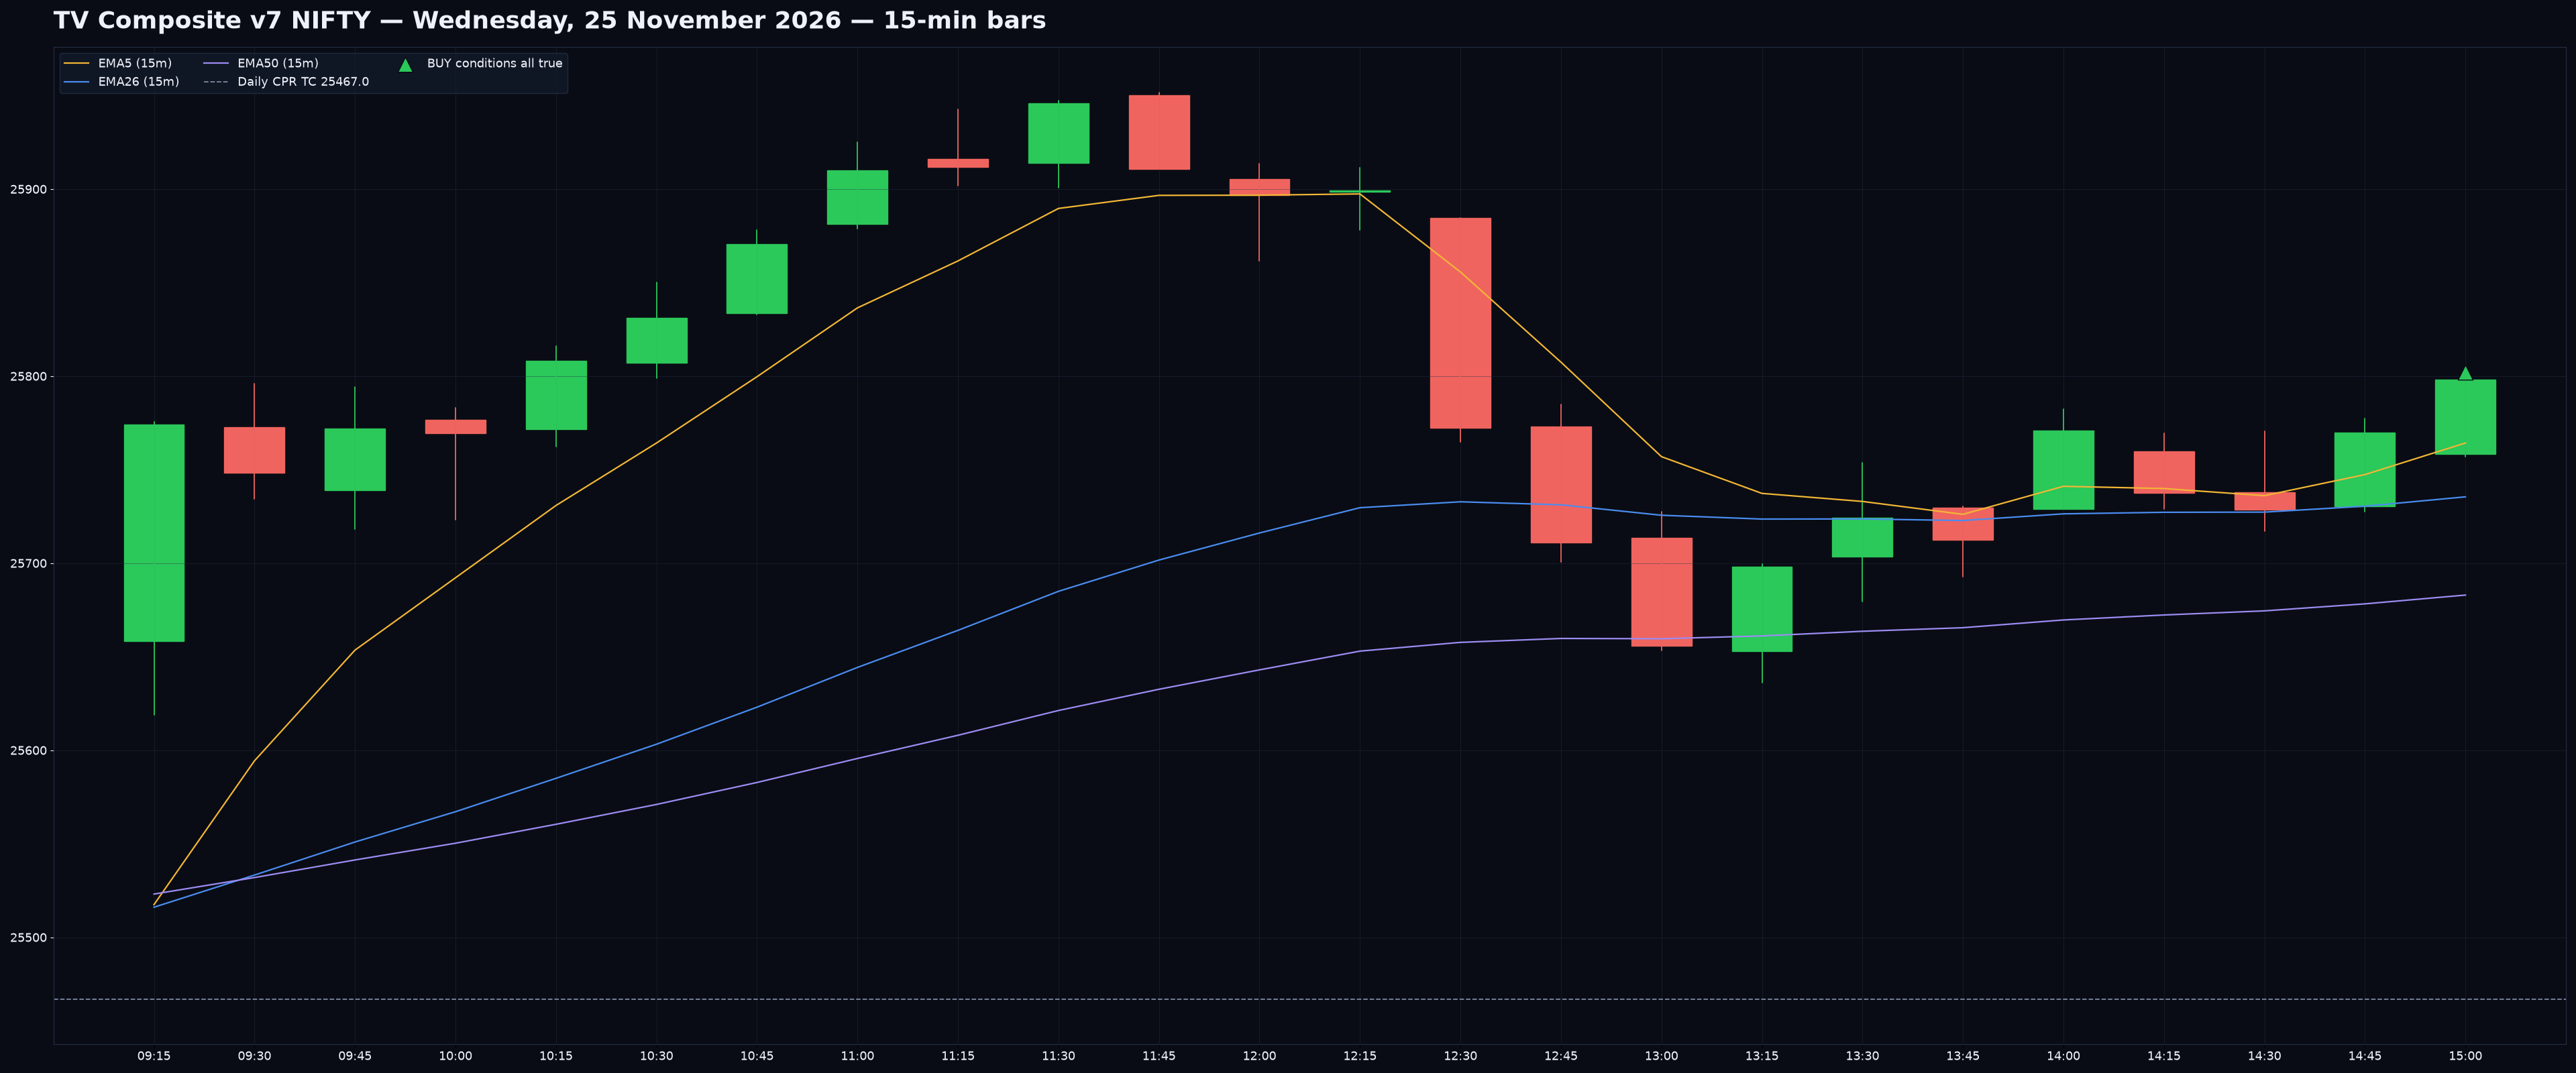 TV Composite v7 NIFTY — Wednesday, 25 November 2026 — 15-min bars
EMA5 (15m) EMA50 (15m) BUY conditions all true
EMA26 (15m) Daily CPR TC 25467.0
25900
25800
25700
25600
25500
09:15 09:30 09:45 10:00 10:15 10:30 10:45 11:00 11:15 11:30 11:45 12:00 12:15 12:30 12:45 13:00 13:15 13:30 13:45 14:00 14:15 14:30 14:45 15:00